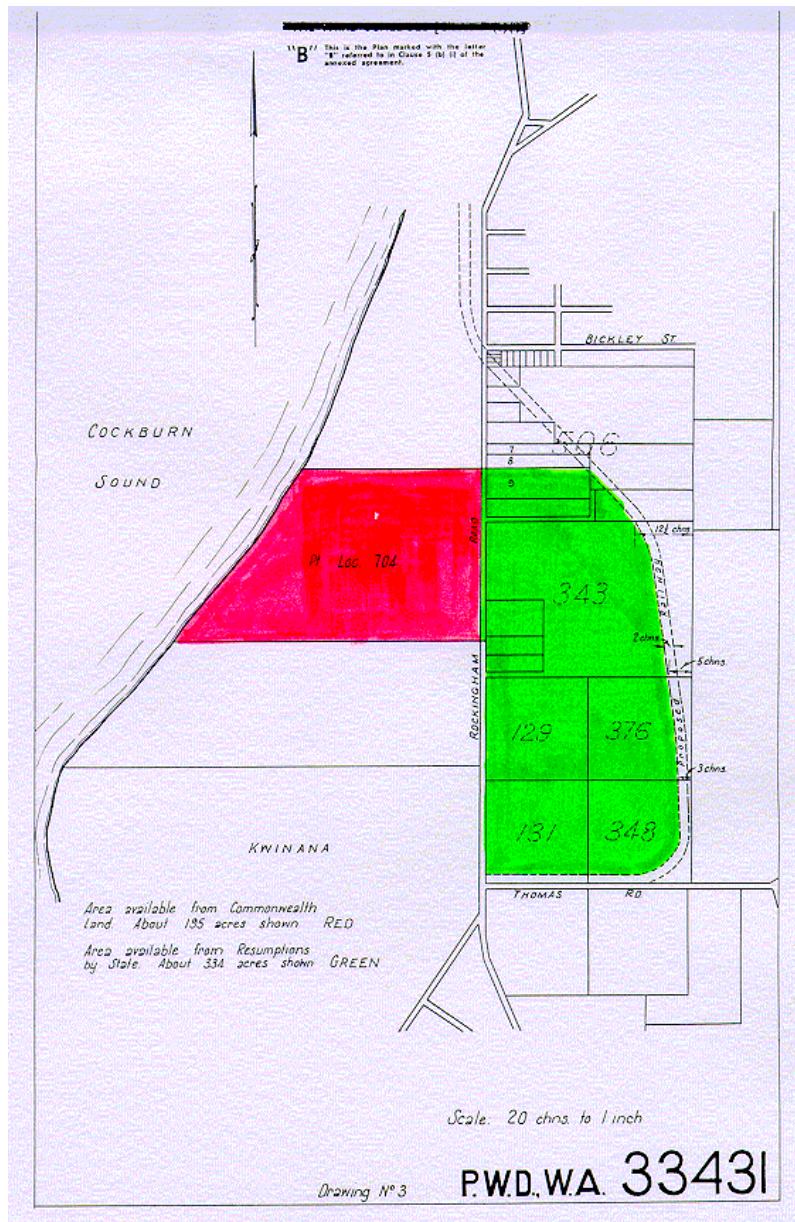 "B" This is the Plan marked with the letter
"B" referred to in Clause 5 (b) (i) of the
annexed agreement.
BICKLEY ST.
COCKBURN
SOUND
506
7
8
9
ROAD
12½ chns.
Pt Loc. 704
343
RAILWAY
2 chns.
5 chns.
ROCKINGHAM
129
376
PROPOSED
3 chns.
131
348
KWINANA
THOMAS RD
Area available from Commonwealth
Land. About 195 acres shown RED
Area available from Resumptions
by State. About 334 acres shown GREEN
Scale: 20 chns. to 1 inch
Drawing Nº 3
P.W.D., W.A. 33431